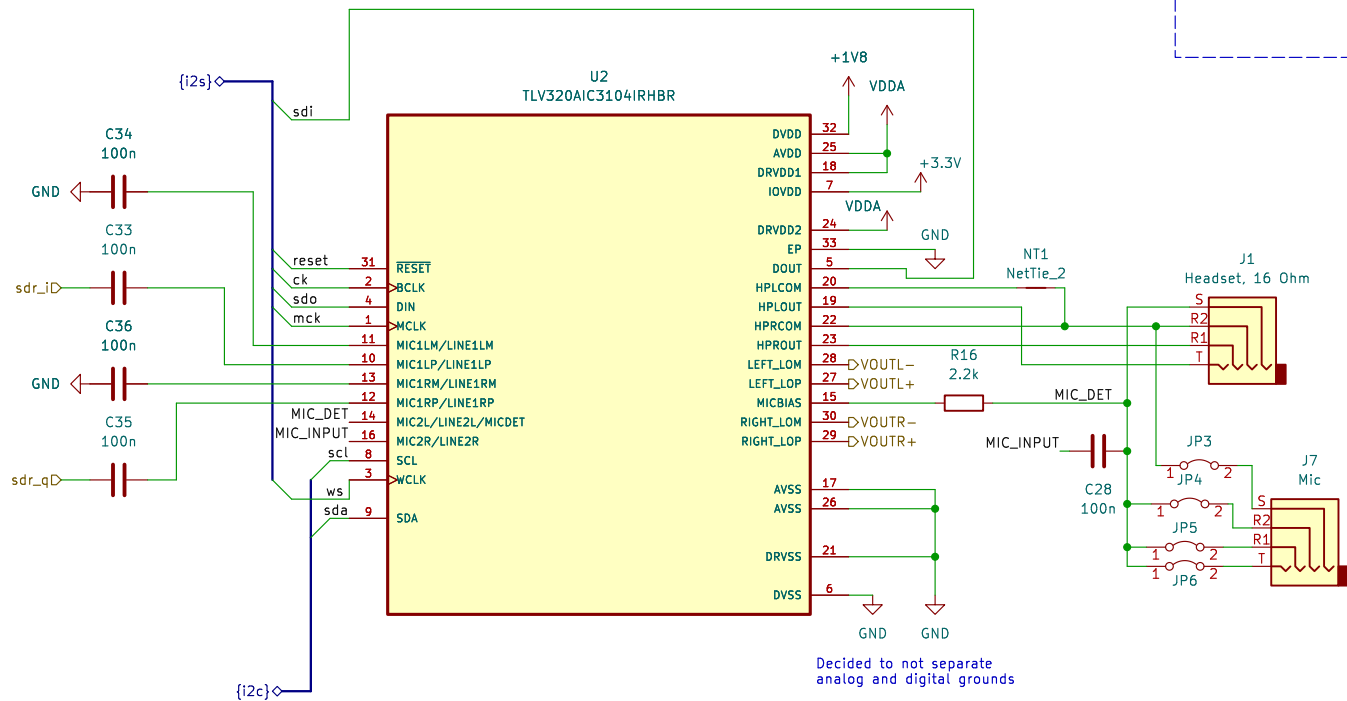 {i2s}
sdi
U2
TLV320AIC3104IRHBR
+1V8
VDDA
C34
100n
GND
C33
100n
sdr_i
C36
100n
GND
C35
100n
sdr_q
reset
ck
sdo
mck
MIC_DET
MIC_INPUT
scl
ws
sda
{i2c}
31 RESET
2 BCLK
4 DIN
1 MCLK
11 MIC1LM/LINE1LM
10 MIC1LP/LINE1LP
13 MIC1RM/LINE1RM
12 MIC1RP/LINE1RP
14 MIC2L/LINE2L/MICDET
16 MIC2R/LINE2R
8 SCL
3 WCLK
9 SDA
DVDD 32
AVDD 25
DRVDD1 18
IOVDD 7
DRVDD2 24
EP 33
DOUT 5
HPLCOM 20
HPLOUT 19
HPRCOM 22
HPROUT 23
LEFT_LOM 28
LEFT_LOP 27
MICBIAS 15
RIGHT_LOM 30
RIGHT_LOP 29
AVSS 17
AVSS 26
DRVSS 21
DVSS 6
+3.3V
VDDA
GND
NT1
NetTie_2
VOUTL-
VOUTL+
VOUTR-
VOUTR+
R16
2.2k
MIC_DET
MIC_INPUT
C28
100n
J1
Headset, 16 Ohm
S
R2
R1
T
JP3
1 2
JP4
1 2
JP5
1 2
1 2
JP6
J7
Mic
S
R2
R1
T
GND
GND
Decided to not separate
analog and digital grounds